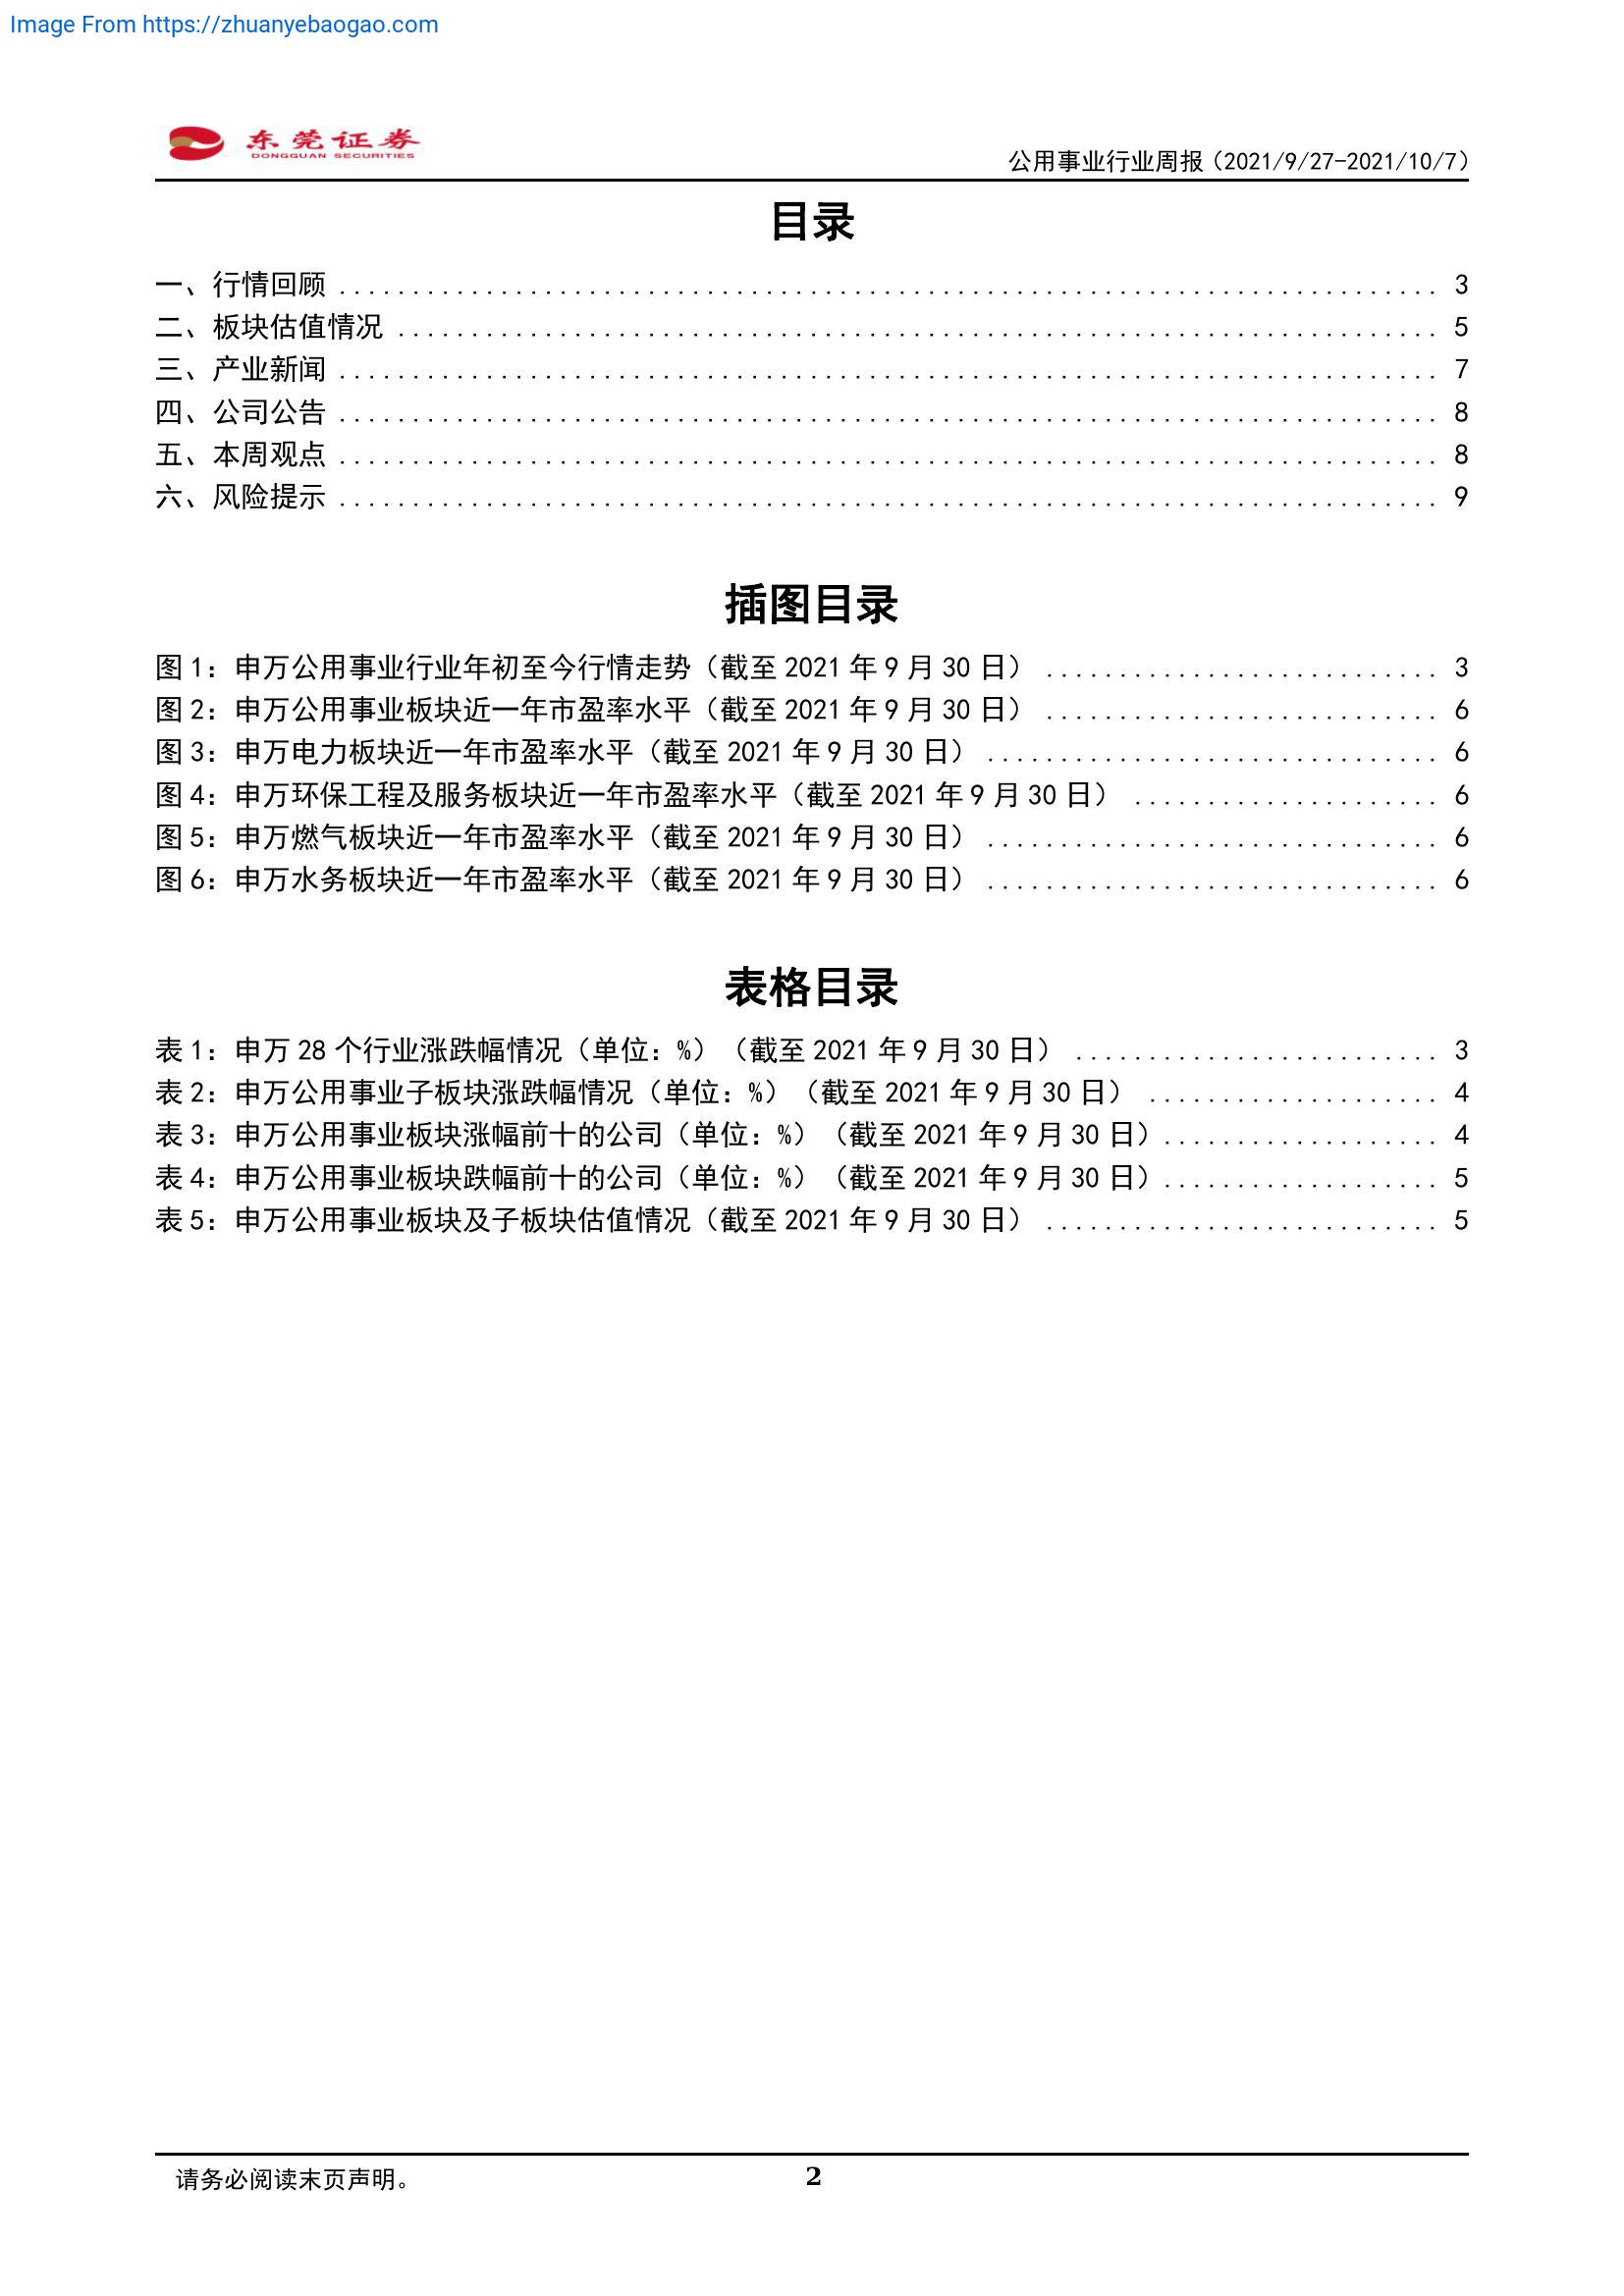 Image From https://zhuanyebaogao.com
东莞证券
DONGGUAN SECURITIES
公用事业行业周报（2021/9/27-2021/10/7）
目录
一、行情回顾 ........................................................................... 3
二、板块估值情况 ....................................................................... 5
三、产业新闻 ........................................................................... 7
四、公司公告 ........................................................................... 8
五、本周观点 ........................................................................... 8
六、风险提示 ........................................................................... 9
插图目录
图 1：申万公用事业行业年初至今行情走势（截至 2021 年 9 月 30 日） ........................... 3
图 2：申万公用事业板块近一年市盈率水平（截至 2021 年 9 月 30 日） ........................... 6
图 3：申万电力板块近一年市盈率水平（截至 2021 年 9 月 30 日） ............................... 6
图 4：申万环保工程及服务板块近一年市盈率水平（截至 2021 年 9 月 30 日） ..................... 6
图 5：申万燃气板块近一年市盈率水平（截至 2021 年 9 月 30 日） ............................... 6
图 6：申万水务板块近一年市盈率水平（截至 2021 年 9 月 30 日） ............................... 6
表格目录
表 1：申万 28 个行业涨跌幅情况（单位：%）（截至 2021 年 9 月 30 日） ......................... 3
表 2：申万公用事业子板块涨跌幅情况（单位：%）（截至 2021 年 9 月 30 日） .................... 4
表 3：申万公用事业板块涨幅前十的公司（单位：%）（截至 2021 年 9 月 30 日）................... 4
表 4：申万公用事业板块跌幅前十的公司（单位：%）（截至 2021 年 9 月 30 日）................... 5
表 5：申万公用事业板块及子板块估值情况（截至 2021 年 9 月 30 日） ........................... 5
请务必阅读末页声明。
2